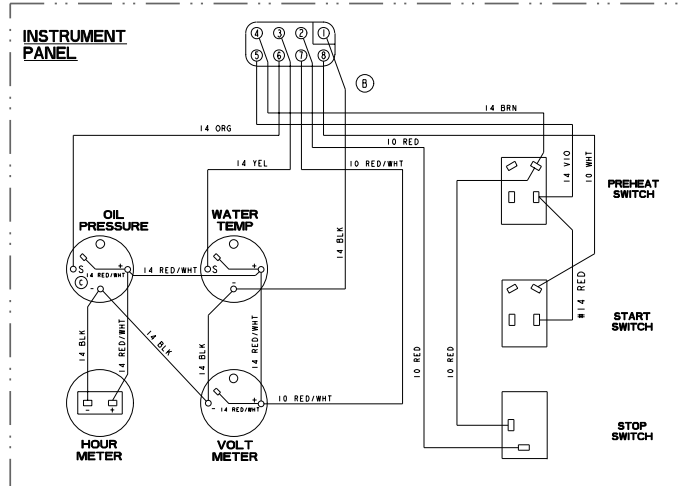 INSTRUMENT
PANEL
4 3 2 1
5 6 7 8
B
14 BRN
14 ORG
10 RED
14 YEL
10 RED/WHT
14 VIO
10 WHT
PREHEAT
SWITCH
OIL
PRESSURE
WATER
TEMP
14 BLK
S
+
14 RED/WHT
-
C
14 RED/WHT
S
+
-
#14 RED
START
SWITCH
14 BLK
14 RED/WHT
14 BLK
14 BLK
14 RED/WHT
10 RED
10 RED
- +
- +
14 RED/WHT
10 RED/WHT
HOUR
METER
VOLT
METER
STOP
SWITCH